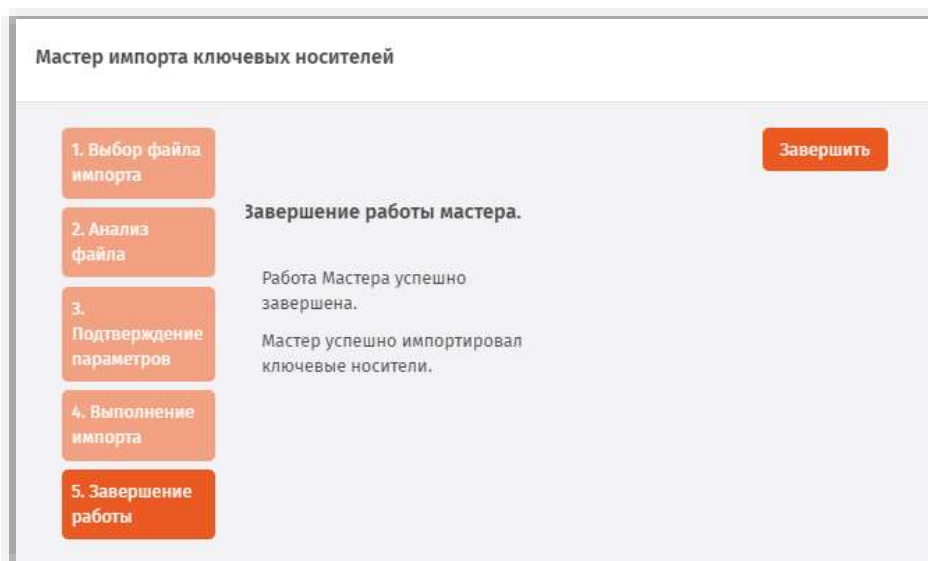 Мастер импорта ключевых носителей
1. Выбор файла
импорта
2. Анализ
файла
3.
Подтверждение
параметров
4. Выполнение
импорта
5. Завершение
работы
Завершить
Завершение работы мастера.
Работа Мастера успешно
завершена.
Мастер успешно импортировал
ключевые носители.